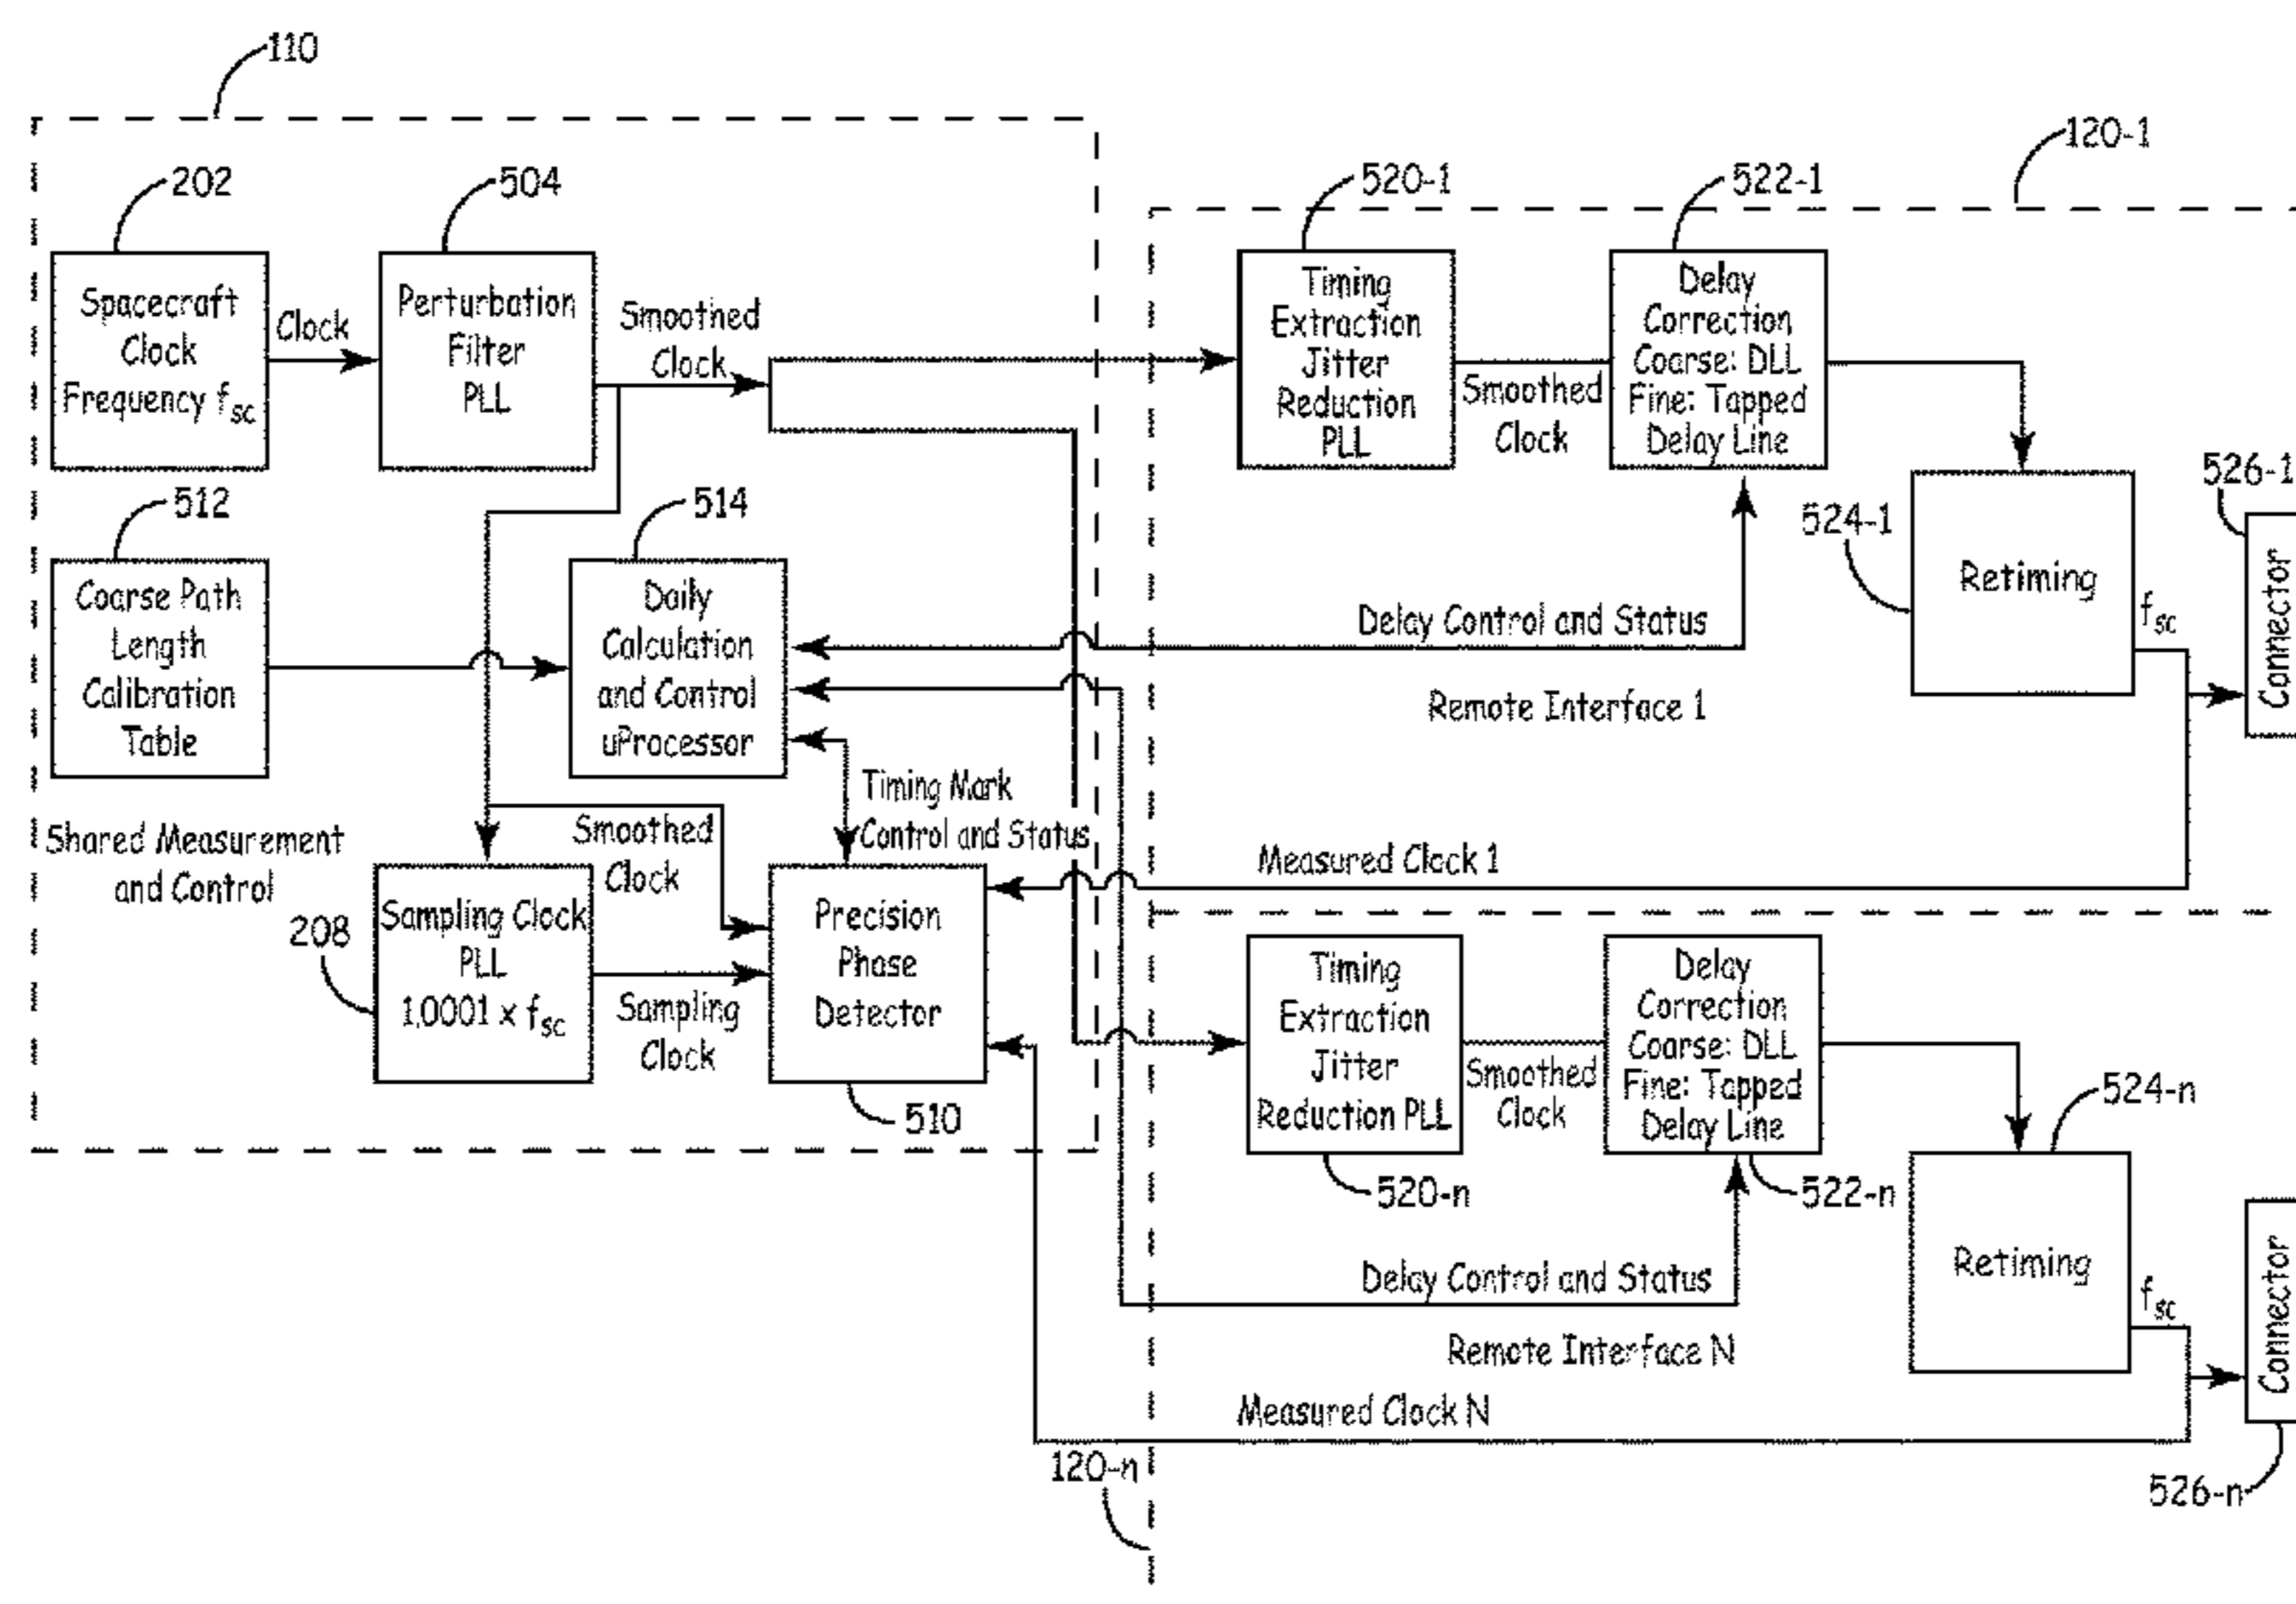 110
120-1
202
504
520-1
522-1
Spacecraft
Clock
Frequency fsc
Clock
Perturbation
Filter
PLL
Smoothed
Clock
Timing
Extraction
Jitter
Reduction
PLL
Smoothed
Clock
Delay
Correction
Coarse: DLL
Fine: Tapped
Delay Line
526-1
512
514
524-1
Coarse Path
Length
Calibration
Table
Daily
Calculation
and Control
uProcessor
Delay Control and Status
Retiming
fsc
Connector
Remote Interface 1
Timing Mark
Control and Status
Shared Measurement
and Control
Smoothed
Clock
Measured Clock 1
208
Sampling Clock
PLL
1.0001 x fsc
Sampling
Clock
Precision
Phase
Detector
510
Timing
Extraction
Jitter
Reduction PLL
Smoothed
Clock
Delay
Correction
Coarse: DLL
Fine: Tapped
Delay Line
524-n
520-n
522-n
Delay Control and Status
Retiming
fsc
Connector
Remote Interface N
Measured Clock N
120-n
526-n